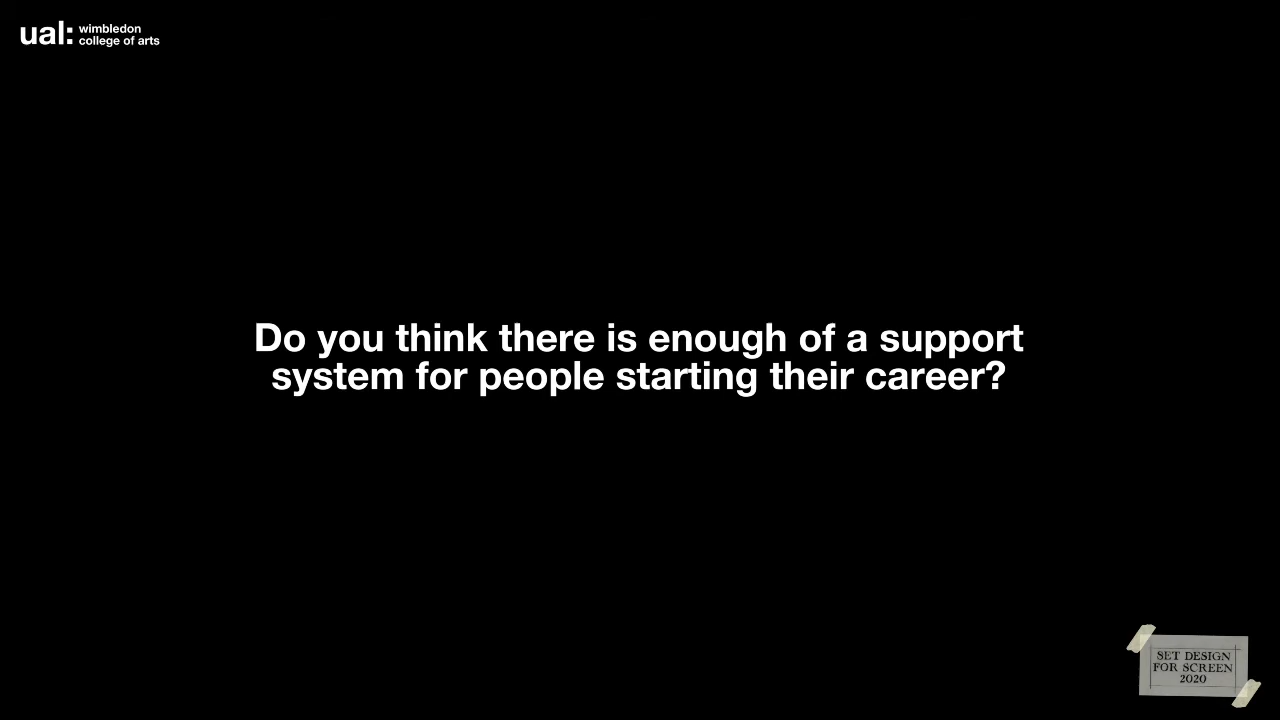 ual: wimbledon
college of arts
Do you think there is enough of a support
system for people starting their career?
SET DESIGN
FOR SCREEN
2020